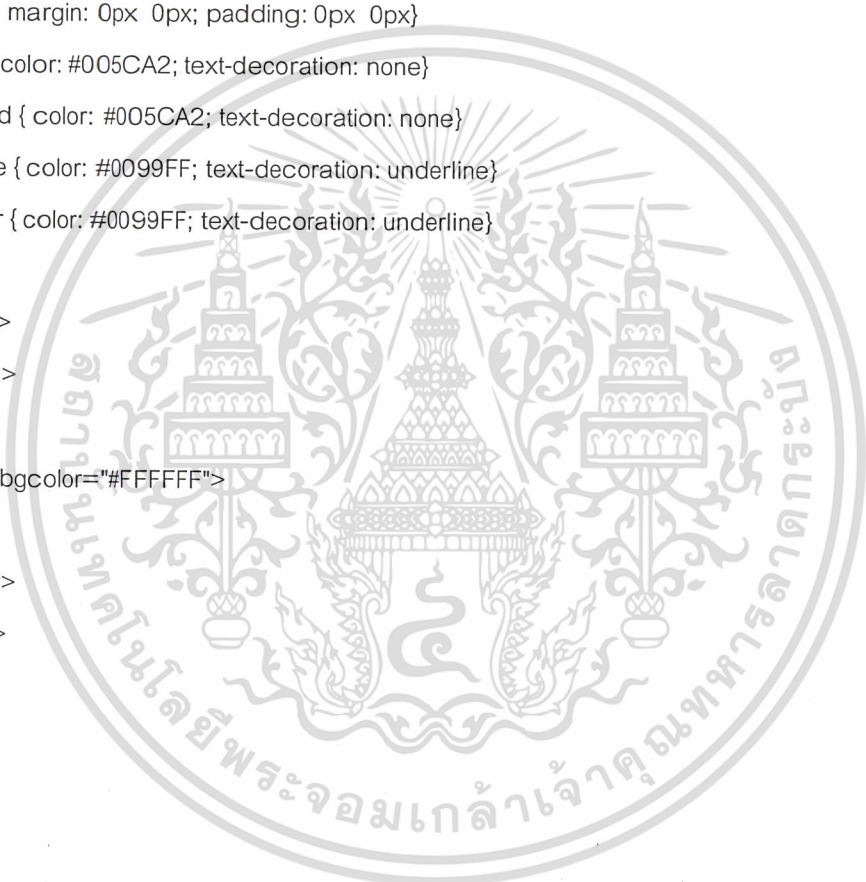 margin: 0px 0px; padding: 0px 0px}
color: #005CA2; text-decoration: none}
d { color: #005CA2; text-decoration: none}
e { color: #0099FF; text-decoration: underline}
r { color: #0099FF; text-decoration: underline}
>
>
bgcolor="#FFFFFF">
>
>
สถาบันเทคโนโลยีพระจอมเกล้าเจ้าคุณทหารลาดกระบัง